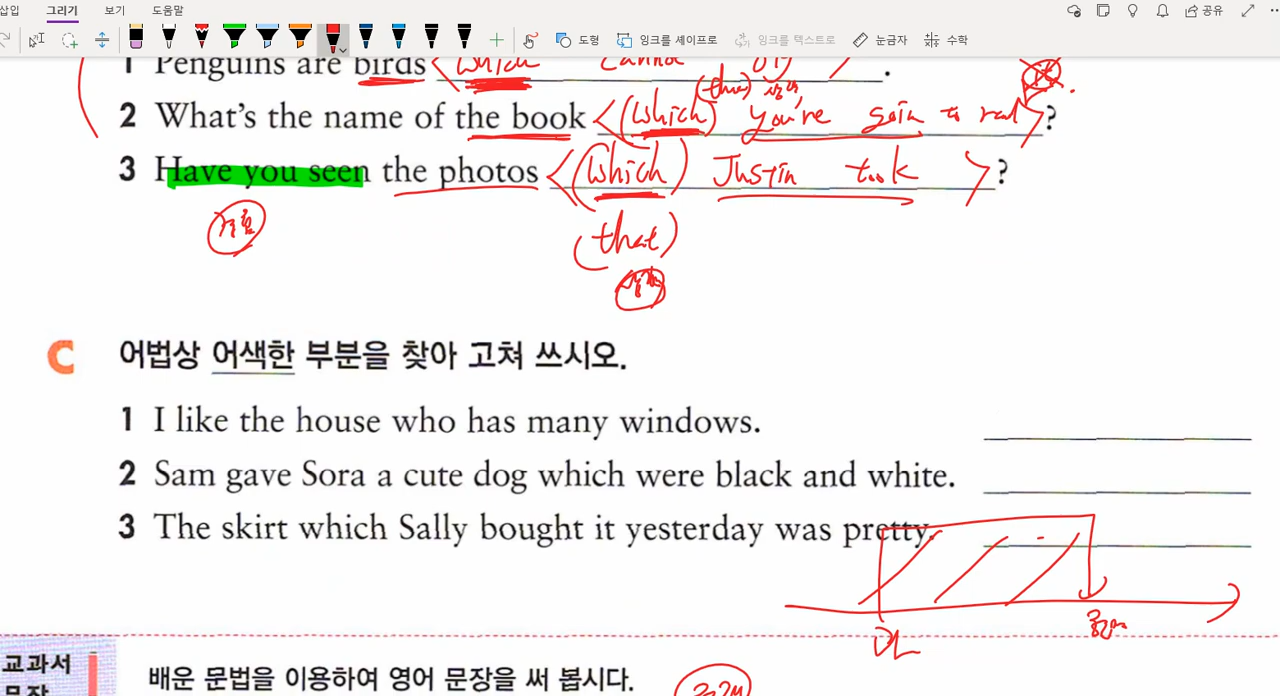 삽입 그리기 보기 도움말
공유
도형 잉크를 셰이프로 잉크를 텍스트로 눈금자 수학
1 Penguins are birds which cannot .
(that)
2 What's the name of the book (which) you're goin to read?
3 Have you seen the photos (which) Justin took?
(that)
C 어법상 어색한 부분을 찾아 고쳐 쓰시오.
1 I like the house who has many windows.
2 Sam gave Sora a cute dog which were black and white.
3 The skirt which Sally bought it yesterday was pretty.
교과서
배운 문법을 이용하여 영어 문장을 써 봅시다.